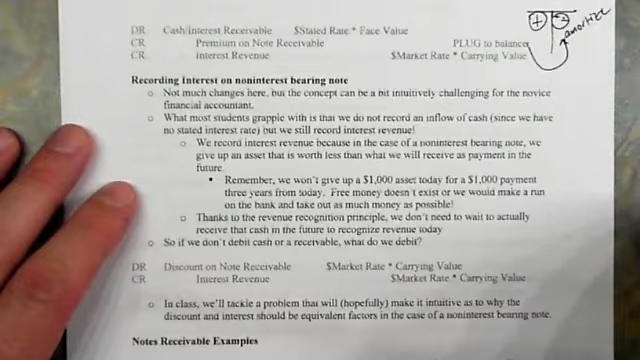 amortize
DR Cash/Interest Receivable $Stated Rate * Face Value
CR Premium on Note Receivable PLUG to balance
CR Interest Revenue $Market Rate * Carrying Value
Recording Interest on noninterest bearing note
o Not much changes here, but the concept can be a bit intuitively challenging for the novice
financial accountant.
o What most students grapple with is that we do not record an inflow of cash (since we have
no stated interest rate) but we still record interest revenue!
o We record interest revenue because in the case of a noninterest bearing note, we
give up an asset that is worth less than what we will receive as payment in the
future.
▪ Remember, we won't give up a $1,000 asset today for a $1,000 payment
three years from today. Free money doesn't exist or we would make a run
on the bank and take out as much money as possible!
o Thanks to the revenue recognition principle, we don't need to wait to actually
receive that cash in the future to recognize revenue today
o So if we don't debit cash or a receivable, what do we debit?
DR Discount on Note Receivable $Market Rate * Carrying Value
CR Interest Revenue $Market Rate * Carrying Value
o In class, we'll tackle a problem that will (hopefully) make it intuitive as to why the
discount and interest should be equivalent factors in the case of a noninterest bearing note.
Notes Receivable Examples